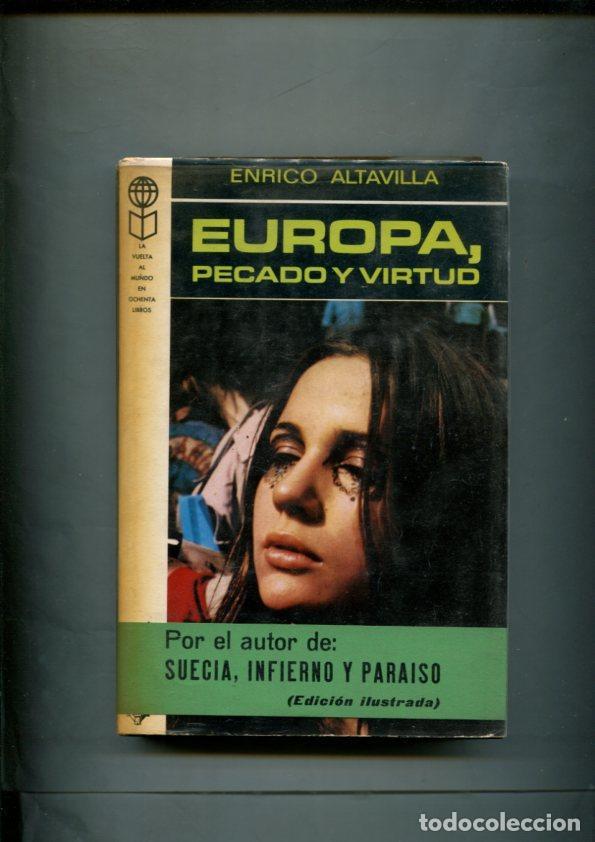 ENRICO ALTAVILLA
EUROPA,
PECADO Y VIRTUD
LA
VUELTA
AL
MUNDO
EN
OCHENTA
LIBROS
Por el autor de:
SUECIA, INFIERNO Y PARAISO
(Edición ilustrada)
todocoleccion